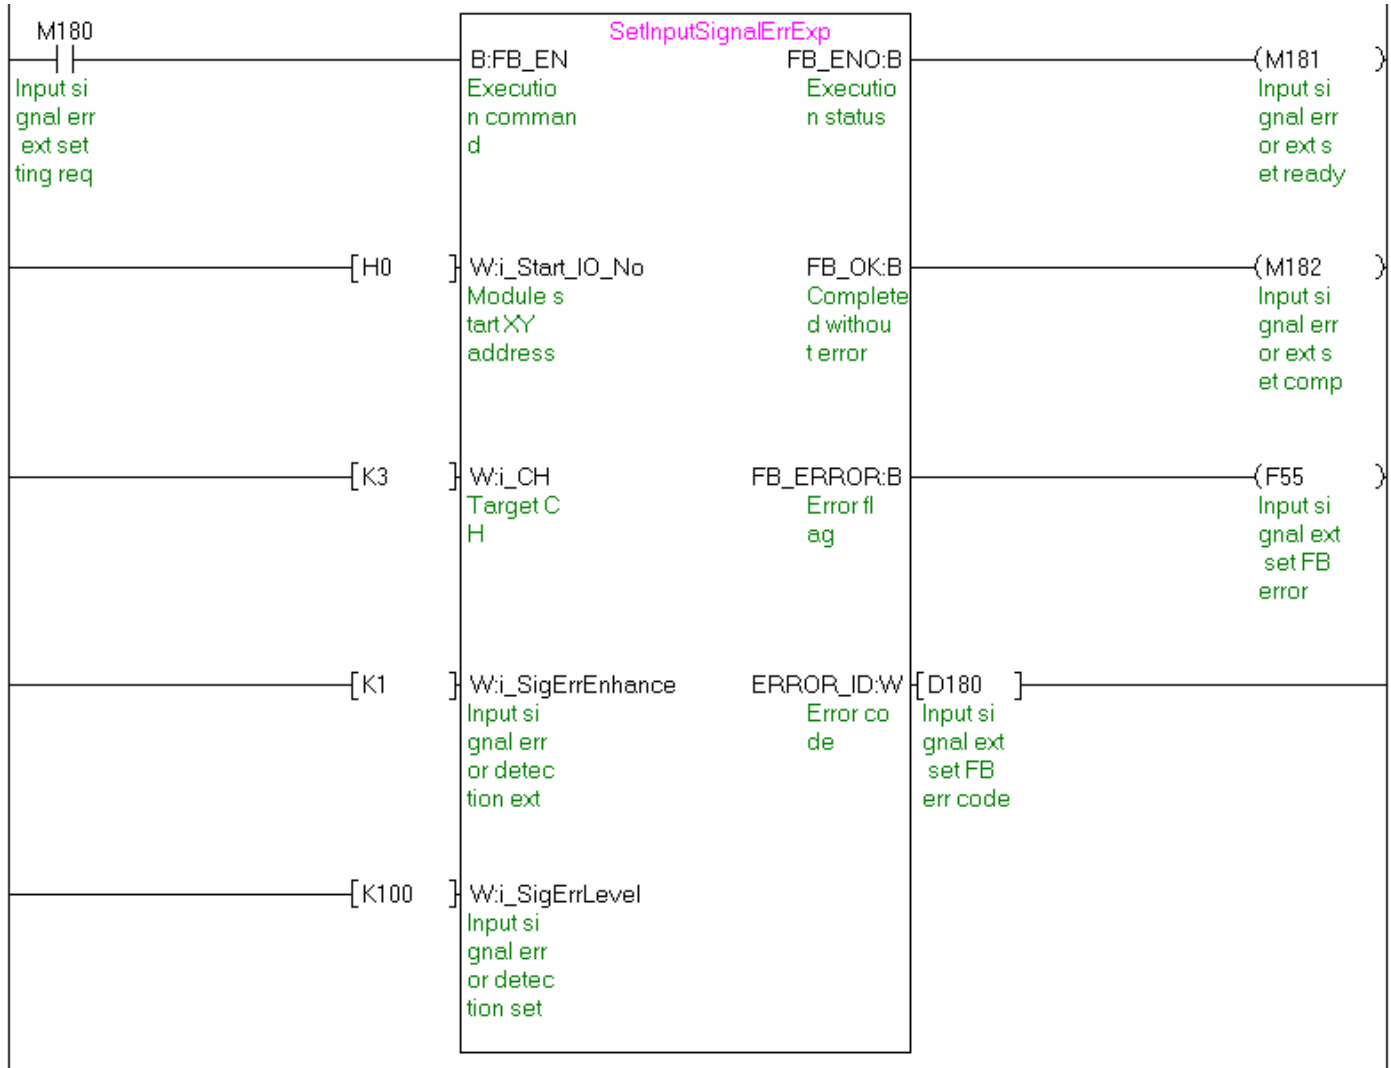 M180
SetInputSignalErrExp
B:FB_EN
FB_ENO:B
(M181 )
Input si
gnal err
ext set
ting req
Executio
n comman
d
Executio
n status
Input si
gnal err
or ext s
et ready
[H0 ]
W:i_Start_IO_No
FB_OK:B
(M182 )
Module s
tart XY
address
Complete
d withou
t error
Input si
gnal err
or ext s
et comp
[K3 ]
W:i_CH
FB_ERROR:B
(F55 )
Target C
H
Error fl
ag
Input si
gnal ext
set FB
error
[K1 ]
W:i_SigErrEnhance
ERROR_ID:W
[D180 ]
Input si
gnal err
or detec
tion ext
Error co
de
Input si
gnal ext
set FB
err code
[K100 ]
W:i_SigErrLevel
Input si
gnal err
or detec
tion set